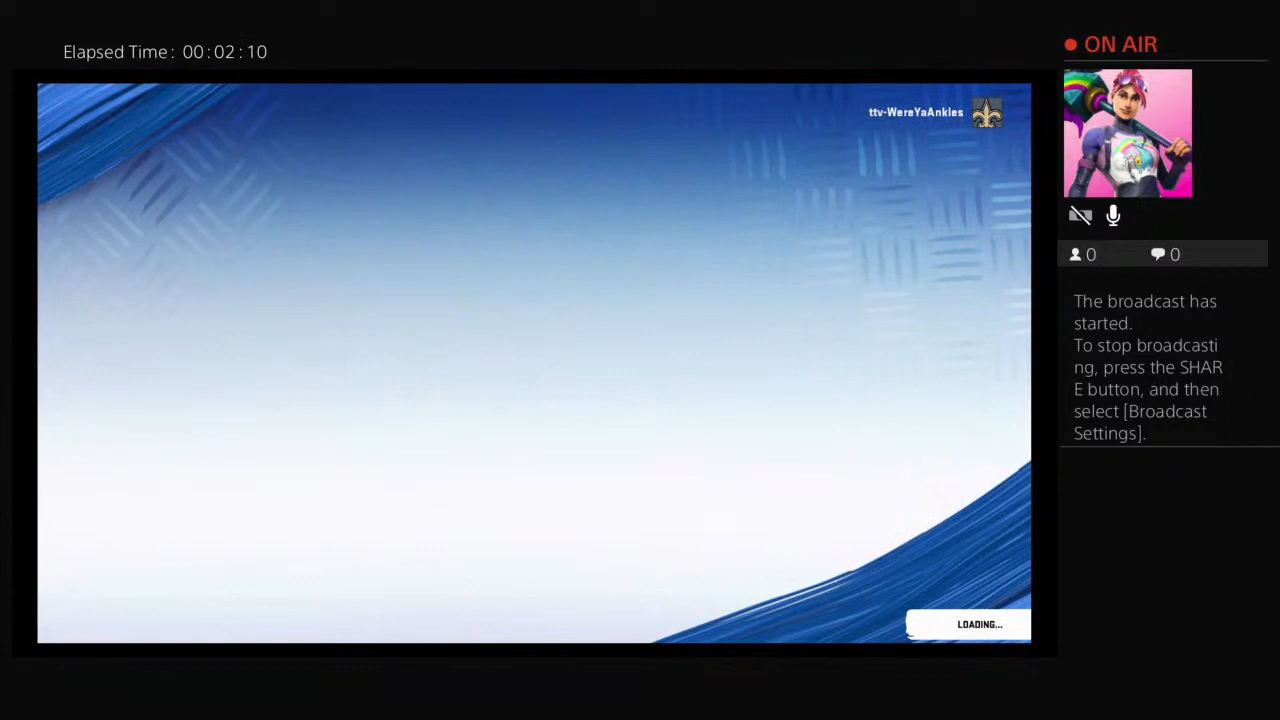 Elapsed Time: 00:02:10
ON AIR
ttv-WereYaAnkles
0 0
The broadcast has
started.
To stop broadcasti
ng, press the SHAR
E button, and then
select [Broadcast
Settings].
LOADING...